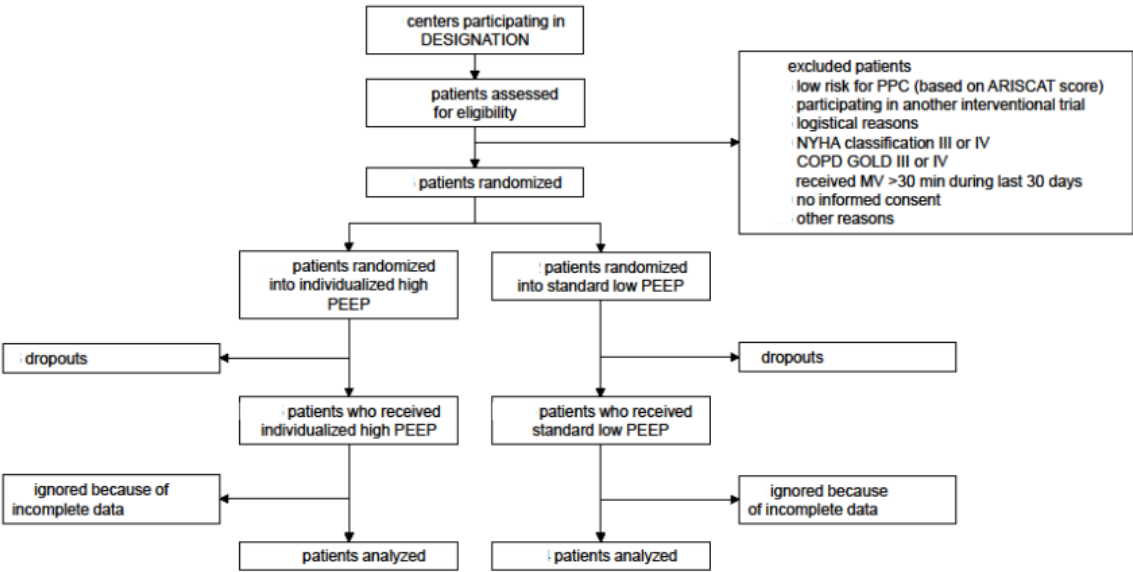 centers participating in
DESIGNATION
patients assessed
for eligibility
excluded patients
low risk for PPC (based on ARISCAT score)
participating in another interventional trial
logistical reasons
NYHA classification III or IV
COPD GOLD III or IV
received MV >30 min during last 30 days
no informed consent
other reasons
patients randomized
patients randomized
into individualized high
PEEP
patients randomized
into standard low PEEP
dropouts
dropouts
patients who received
individualized high PEEP
patients who received
standard low PEEP
ignored because of
incomplete data
ignored because
of incomplete data
patients analyzed
patients analyzed